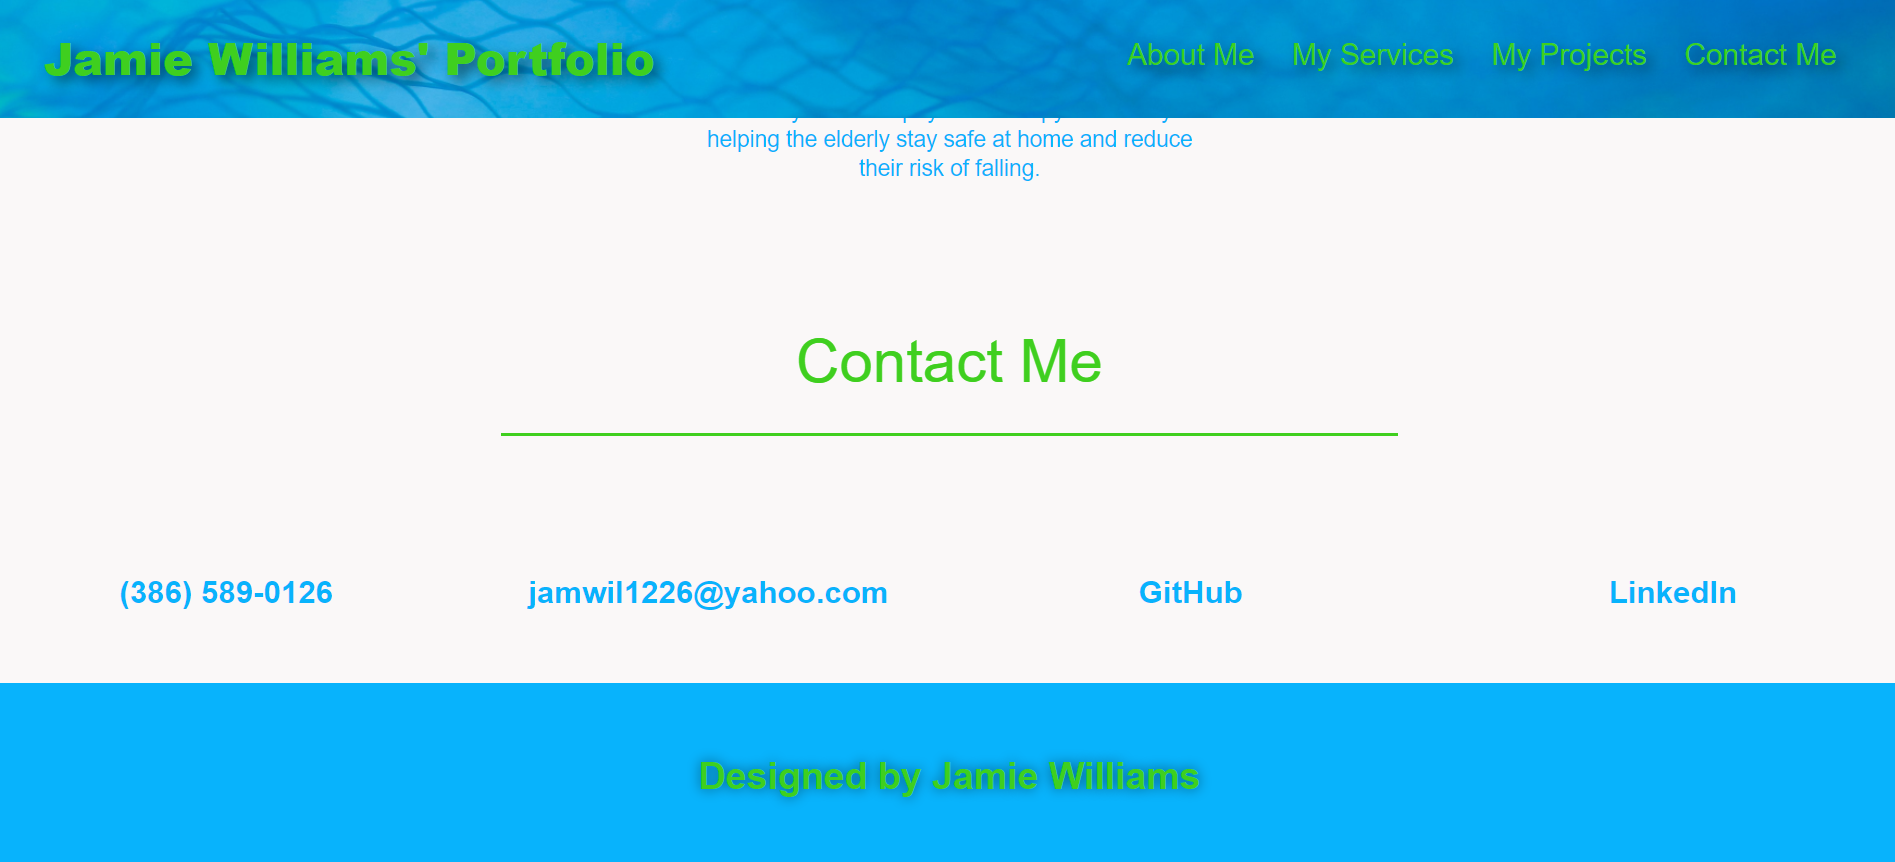 Jamie Williams' Portfolio
About Me My Services My Projects Contact Me
helping the elderly stay safe at home and reduce
their risk of falling.
Contact Me
(386) 589-0126 jamwil1226@yahoo.com GitHub LinkedIn
Designed by Jamie Williams